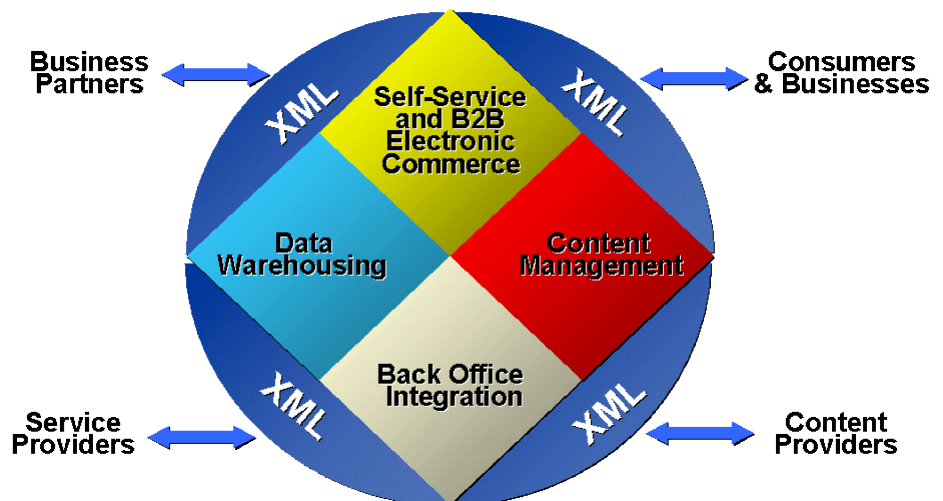 Business
Partners
XML
Self-Service
and B2B
Electronic
Commerce
XML
Consumers
& Businesses
Data
Warehousing
Content
Management
Back Office
Integration
Service
Providers
XML
XML
Content
Providers